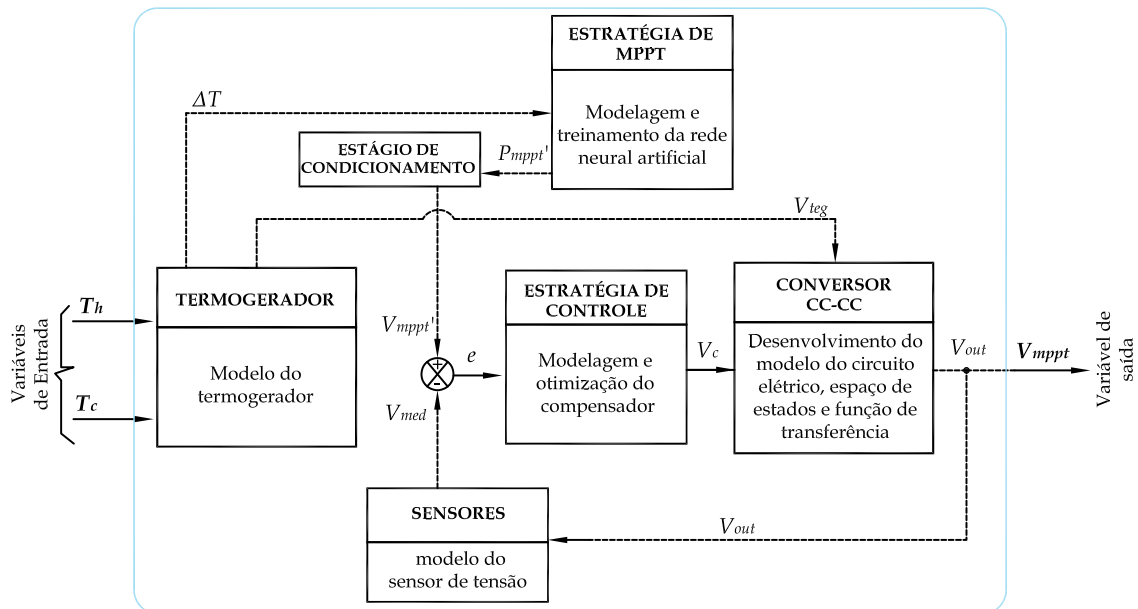 ESTRATÉGIA DE
MPPT
Modelagem e
treinamento da rede
neural artificial
ΔT
ESTÁGIO DE
CONDICIONAMENTO
Pmppt'
Vteg
Variáveis
de Entrada
Th
Tc
TERMOGERADOR
Modelo do
termogerador
Vmppt'
+
-
e
Vmed
ESTRATÉGIA DE
CONTROLE
Modelagem e
otimização do
compensador
Vc
CONVERSOR
CC-CC
Desenvolvimento do
modelo do circuito
elétrico, espaço de
estados e função de
transferência
Vout
Vmppt
Variável de
saída
SENSORES
modelo do
sensor de tensão
Vout